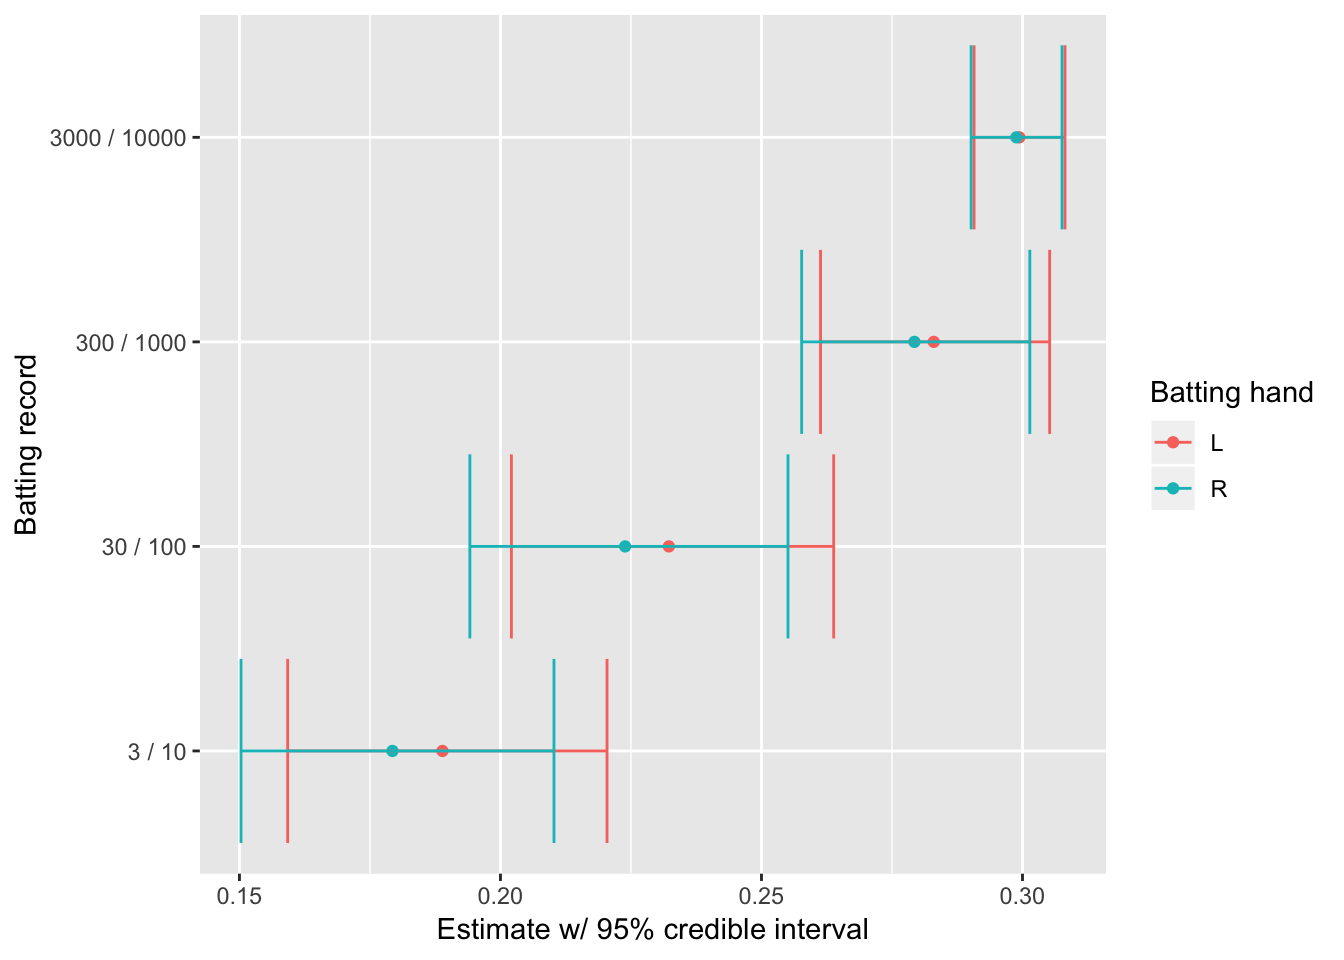 3000 / 10000
300 / 1000
30 / 100
3 / 10
Batting record
0.15 0.20 0.25 0.30
Estimate w/ 95% credible interval
Batting hand
L
R